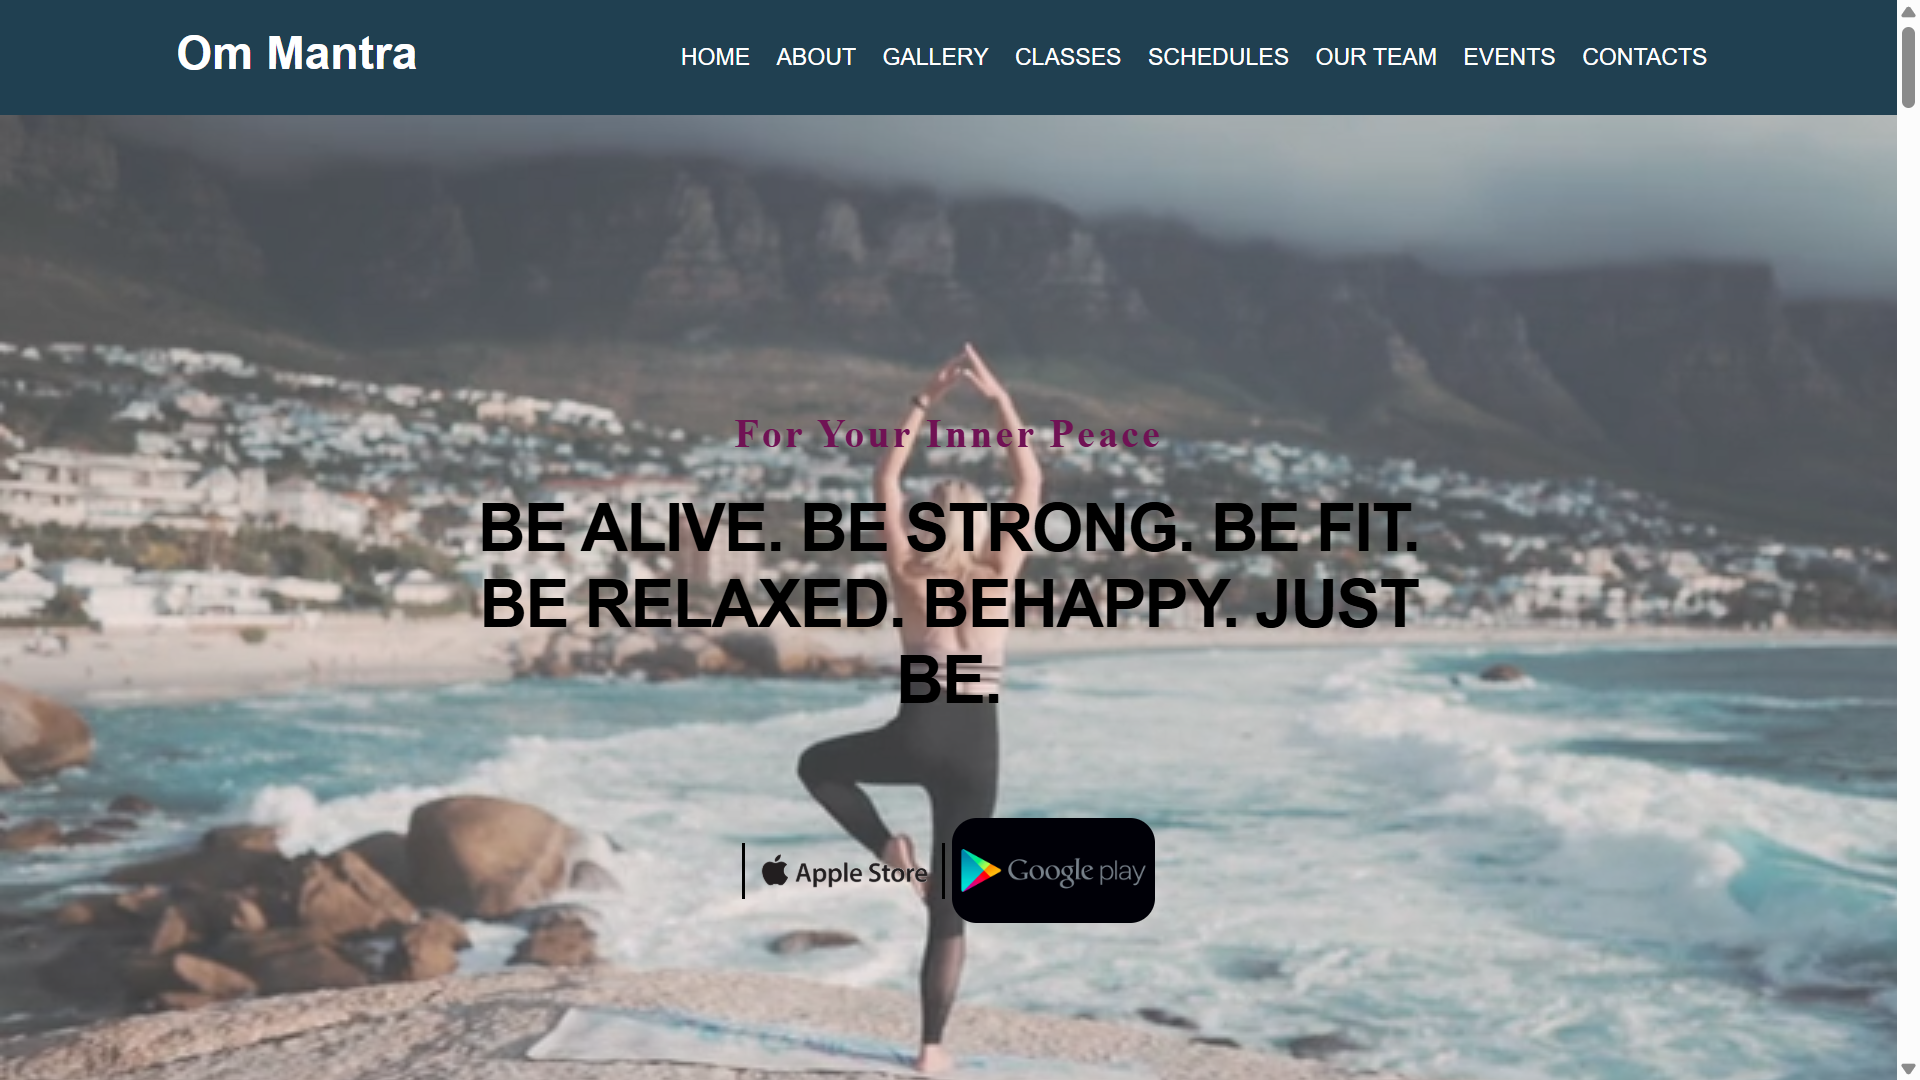 Om Mantra
HOME ABOUT GALLERY CLASSES SCHEDULES OUR TEAM EVENTS CONTACTS
For Your Inner Peace
BE ALIVE. BE STRONG. BE FIT.
BE RELAXED. BEHAPPY. JUST
BE.
Apple Store
Google play